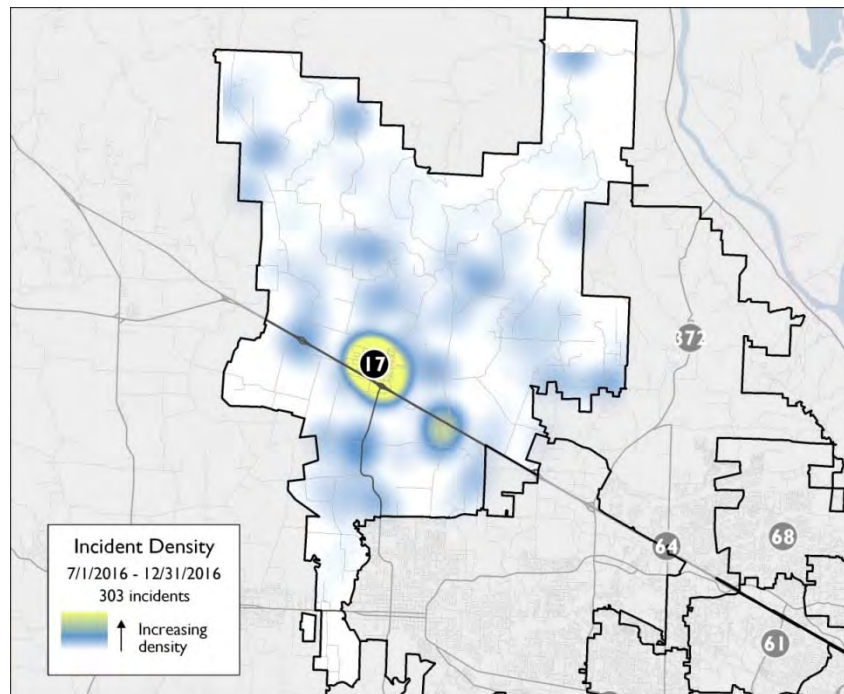 372
17
64
68
61
Incident Density
7/1/2016 - 12/31/2016
303 incidents
Increasing
density